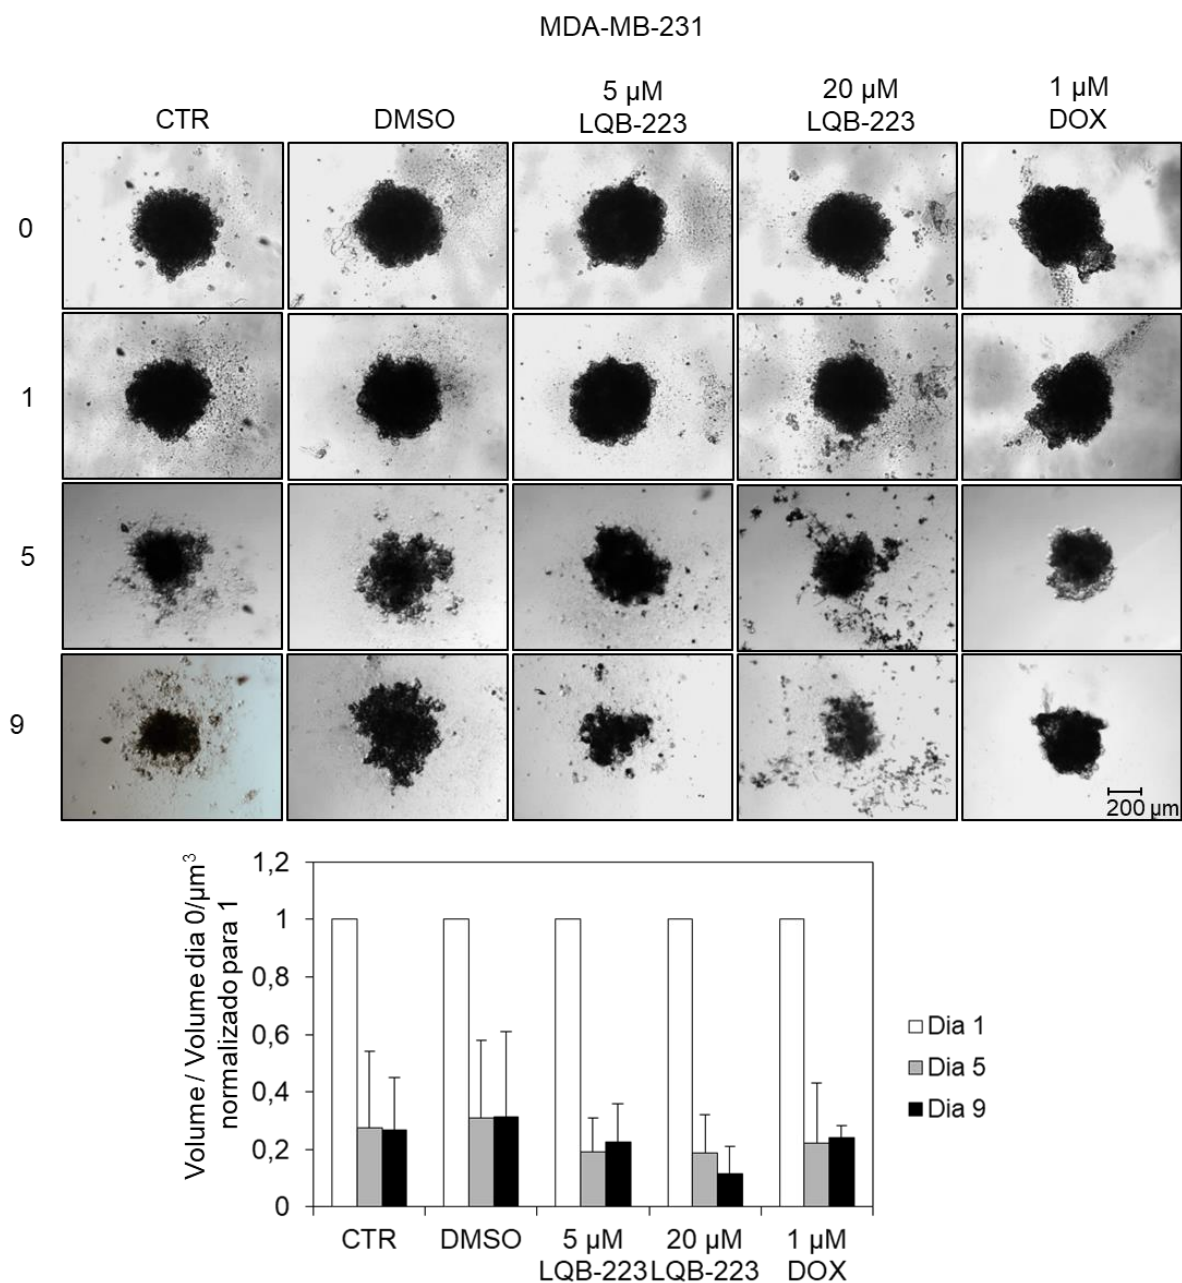 MDA-MB-231
CTR
DMSO
5 µM
LQB-223
20 µM
LQB-223
1 µM
DOX
0
1
5
9
200 µm
Volume / Volume dia 0/µm³
normalizado para 1
1,2
1
0,8
0,6
0,4
0,2
0
CTR
DMSO
5 µM
LQB-223
20 µM
LQB-223
1 µM
DOX
Dia 1
Dia 5
Dia 9